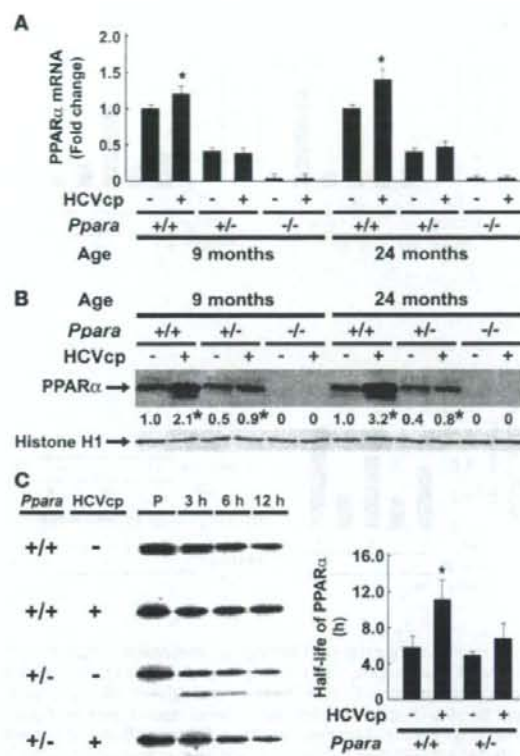 A
PPARα mRNA
(Fold change)
2.0
1.5
1.0
0.5
0
* *
HCVcp - + - + - + - + - + - +
Ppara +/+ +/- -/- +/+ +/- -/-
Age 9 months 24 months
B Age 9 months 24 months
Ppara +/+ +/- -/- +/+ +/- -/-
HCVcp - + - + - + - + - + - +
PPARα
1.0 2.1* 0.5 0.9* 0 0 1.0 3.2* 0.4 0.8* 0 0
Histone H1
C
Ppara HCVcp P 3 h 6 h 12 h
+/+ -
+/+ +
+/- -
+/- +
Half-life of PPARα
(h)
16.0
12.0
8.0
4.0
0
*
HCVcp - + - +
Ppara +/+ +/-